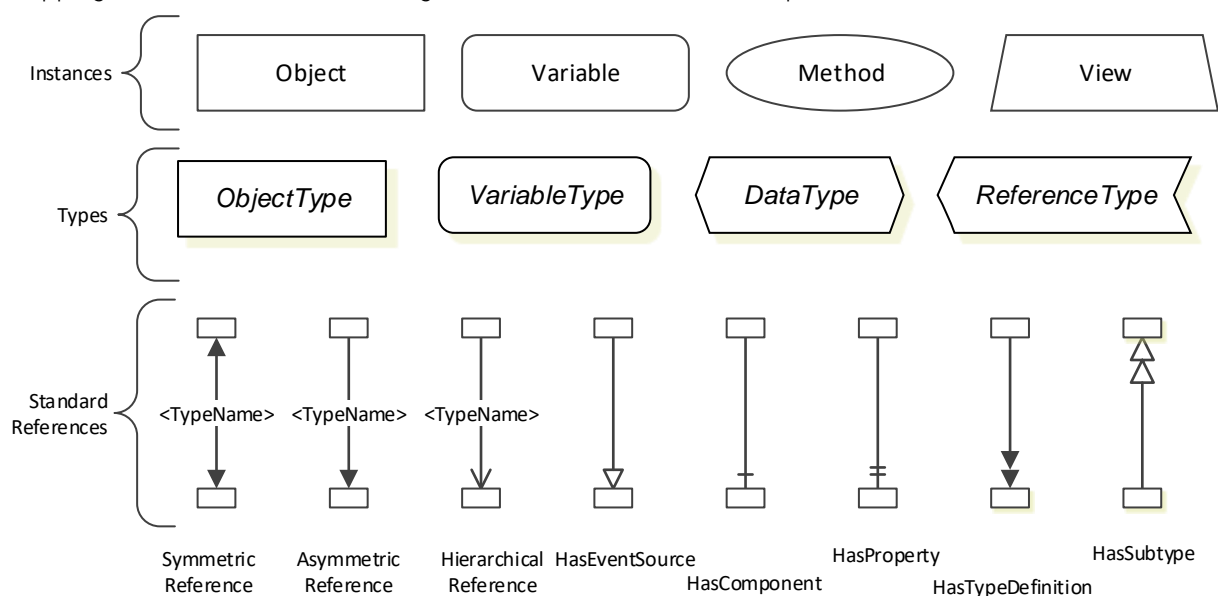 Instances
Object
Variable
Method
View
Types
ObjectType
VariableType
DataType
ReferenceType
Standard
References
<TypeName>
<TypeName>
<TypeName>
Symmetric
Reference
Asymmetric
Reference
Hierarchical
Reference
HasEventSource
HasComponent
HasProperty
HasTypeDefinition
HasSubtype